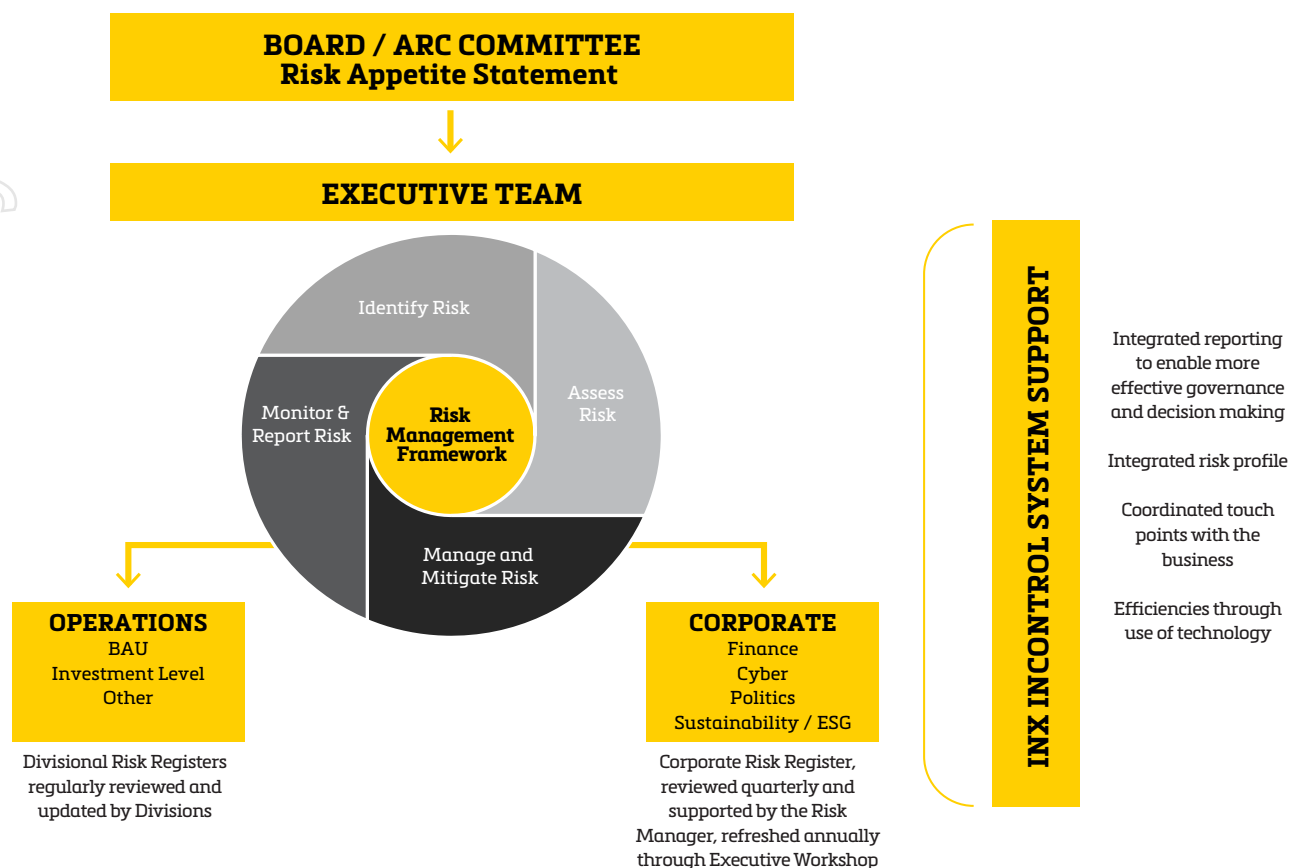 BOARD / ARC COMMITTEE
Risk Appetite Statement
EXECUTIVE TEAM
Identify Risk
Assess
Risk
Monitor &
Report Risk
Risk
Management
Framework
Manage and
Mitigate Risk
OPERATIONS
BAU
Investment Level
Other
Divisional Risk Registers
regularly reviewed and
updated by Divisions
CORPORATE
Finance
Cyber
Politics
Sustainability / ESG
Corporate Risk Register,
reviewed quarterly and
supported by the Risk
Manager, refreshed annually
through Executive Workshop
INX INCONTROL SYSTEM SUPPORT
Integrated reporting
to enable more
effective governance
and decision making
Integrated risk profile
Coordinated touch
points with the
business
Efficiencies through
use of technology